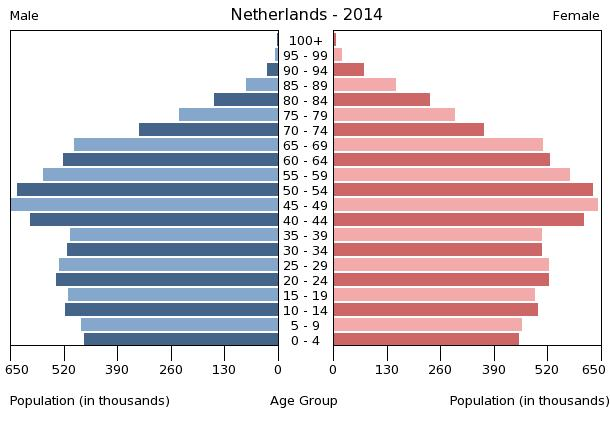 Male Netherlands - 2014 Female
100+
95 - 99
90 - 94
85 - 89
80 - 84
75 - 79
70 - 74
65 - 69
60 - 64
55 - 59
50 - 54
45 - 49
40 - 44
35 - 39
30 - 34
25 - 29
20 - 24
15 - 19
10 - 14
5 - 9
0 - 4
650 520 390 260 130 0 0 130 260 390 520 650
Population (in thousands) Age Group Population (in thousands)